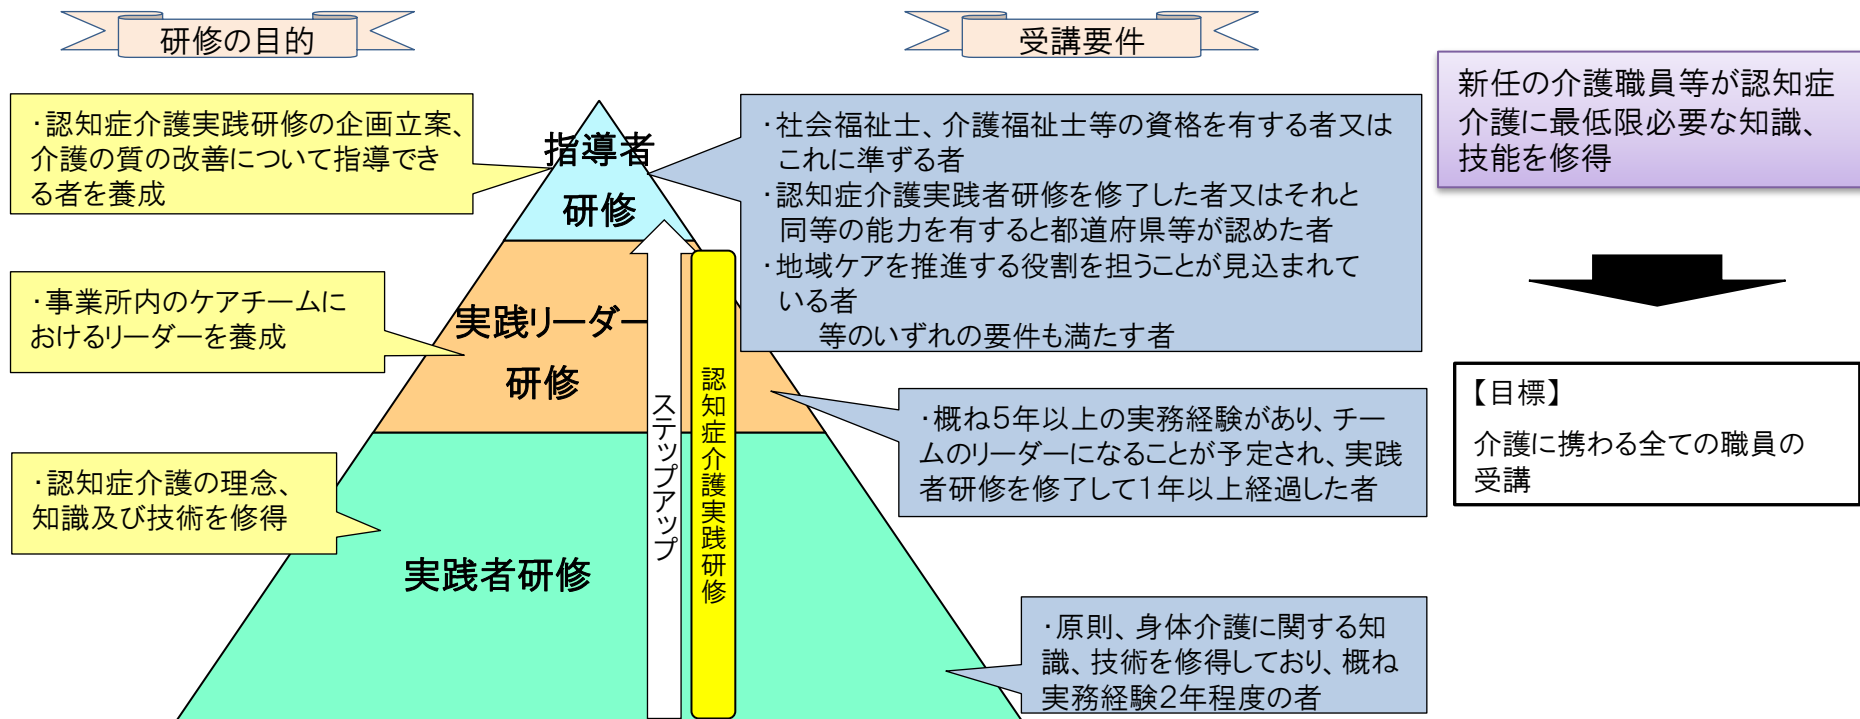 研修の目的
受講要件
・認知症介護実践研修の企画立案、
介護の質の改善について指導でき
る者を養成
・事業所内のケアチームに
おけるリーダーを養成
・認知症介護の理念、
知識及び技術を修得
指導者
研修
実践リーダー
研修
実践者研修
ステップアップ
認知症介護実践研修
・社会福祉士、介護福祉士等の資格を有する者又は
これに準ずる者
・認知症介護実践者研修を修了した者又はそれと
同等の能力を有すると都道府県等が認めた者
・地域ケアを推進する役割を担うことが見込まれて
いる者
等のいずれの要件も満たす者
・概ね5年以上の実務経験があり、チー
ムのリーダーになることが予定され、実践
者研修を修了して1年以上経過した者
・原則、身体介護に関する知
識、技術を修得しており、概ね
実務経験2年程度の者
新任の介護職員等が認知症
介護に最低限必要な知識、
技能を修得
【目標】
介護に携わる全ての職員の
受講